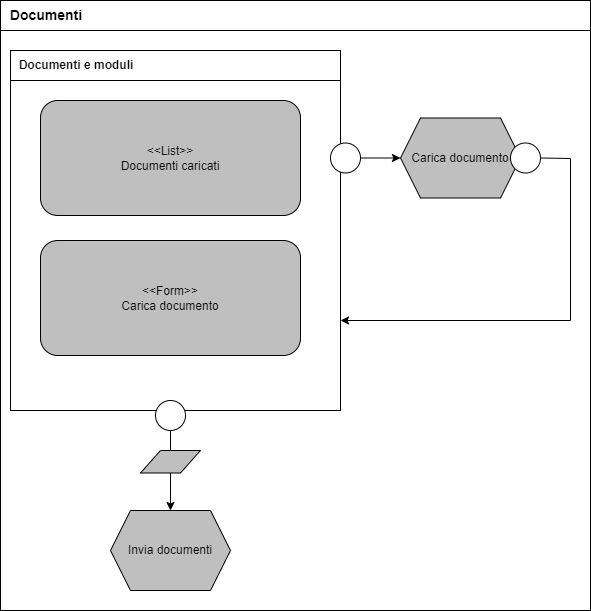 Documenti
Documenti e moduli
<<List>>
Documenti caricati
Carica documento
<<Form>>
Carica documento
Invia documenti